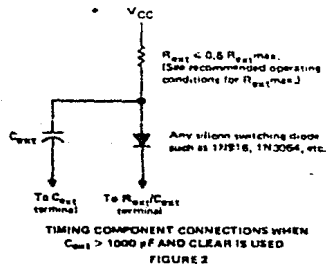 VCC
Rext < 0.6 Rext max.
(See recommended operating
conditions for Rext max.)
Cext
Any silicon switching diode
such as 1N916, 1N3064, etc.
To Cext
terminal
To Rext/Cext
terminal
TIMING COMPONENT CONNECTIONS WHEN
Cext > 1000 pF AND CLEAR IS USED
FIGURE 2